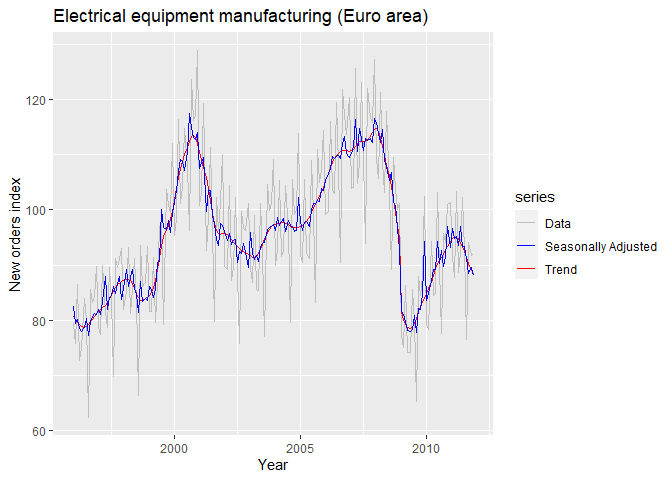 Electrical equipment manufacturing (Euro area)
120
100
80
60
New orders index
2000
2005
2010
Year
series
Data
Seasonally Adjusted
Trend